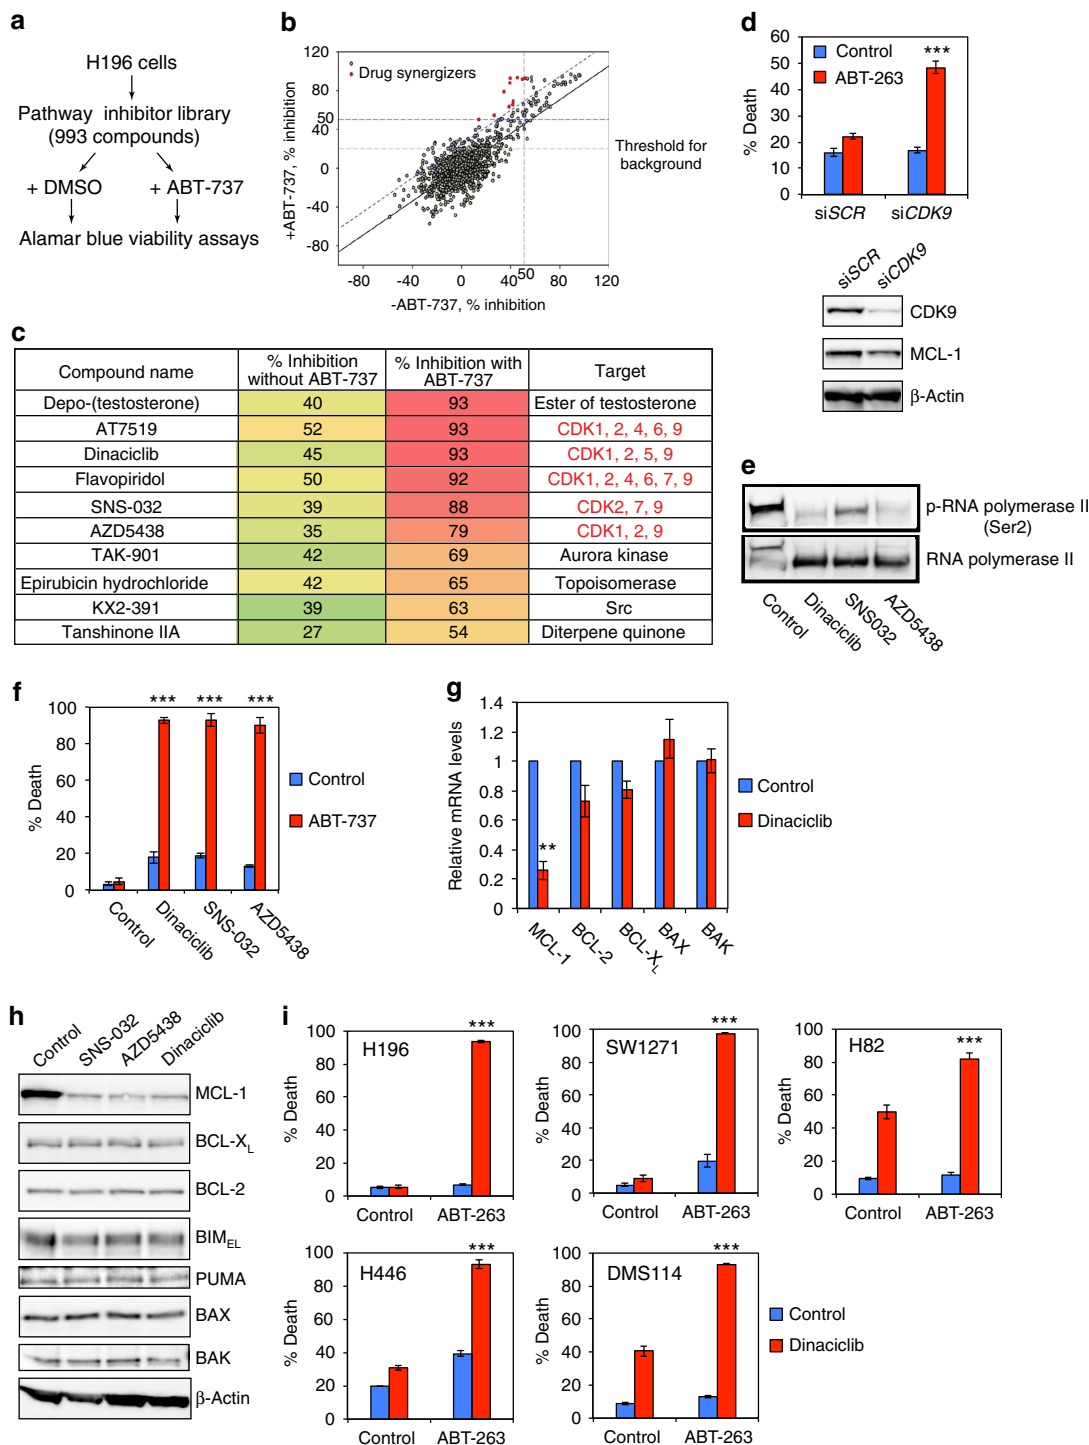 a
H196 cells
Pathway inhibitor library
(993 compounds)
+ DMSO + ABT-737
Alamar blue viability assays
b
120
80
50
40
0
-40
-80
+ABT-737, % inhibition
Drug synergizers
Threshold for
background
-80 -40 0 40 50 80 120
-ABT-737, % inhibition
c
Compound name % Inhibition without ABT-737 % Inhibition with ABT-737 Target
Depo-(testosterone) 40 93 Ester of testosterone
AT7519 52 93 CDK1, 2, 4, 6, 9
Dinaciclib 45 93 CDK1, 2, 5, 9
Flavopiridol 50 92 CDK1, 2, 4, 6, 7, 9
SNS-032 39 88 CDK2, 7, 9
AZD5438 35 79 CDK1, 2, 9
TAK-901 42 69 Aurora kinase
Epirubicin hydrochloride 42 65 Topoisomerase
KX2-391 39 63 Src
Tanshinone IIA 27 54 Diterpene quinone
d
60
50
40
30
20
10
0
% Death
Control
ABT-263
***
siSCR siCDK9
siSCR siCDK9
CDK9
MCL-1
β-Actin
e
p-RNA polymerase II
(Ser2)
RNA polymerase II
Control Dinaciclib SNS032 AZD5438
f
100
80
60
40
20
0
% Death
*** *** ***
Control
ABT-737
Control Dinaciclib SNS-032 AZD5438
g
1.4
1.2
1
0.8
0.6
0.4
0.2
0
Relative mRNA levels
**
Control
Dinaciclib
MCL-1 BCL-2 BCL-XL BAX BAK
h
Control SNS-032 AZD5438 Dinaciclib
MCL-1
BCL-XL
BCL-2
BIMEL
PUMA
BAX
BAK
β-Actin
i
H196
100
80
60
40
20
0
% Death
***
Control ABT-263
SW1271
100
80
60
40
20
0
% Death
***
Control ABT-263
H82
100
80
60
40
20
0
% Death
***
Control ABT-263
H446
100
80
60
40
20
0
% Death
***
Control ABT-263
DMS114
100
80
60
40
20
0
% Death
***
Control ABT-263
Control
Dinaciclib